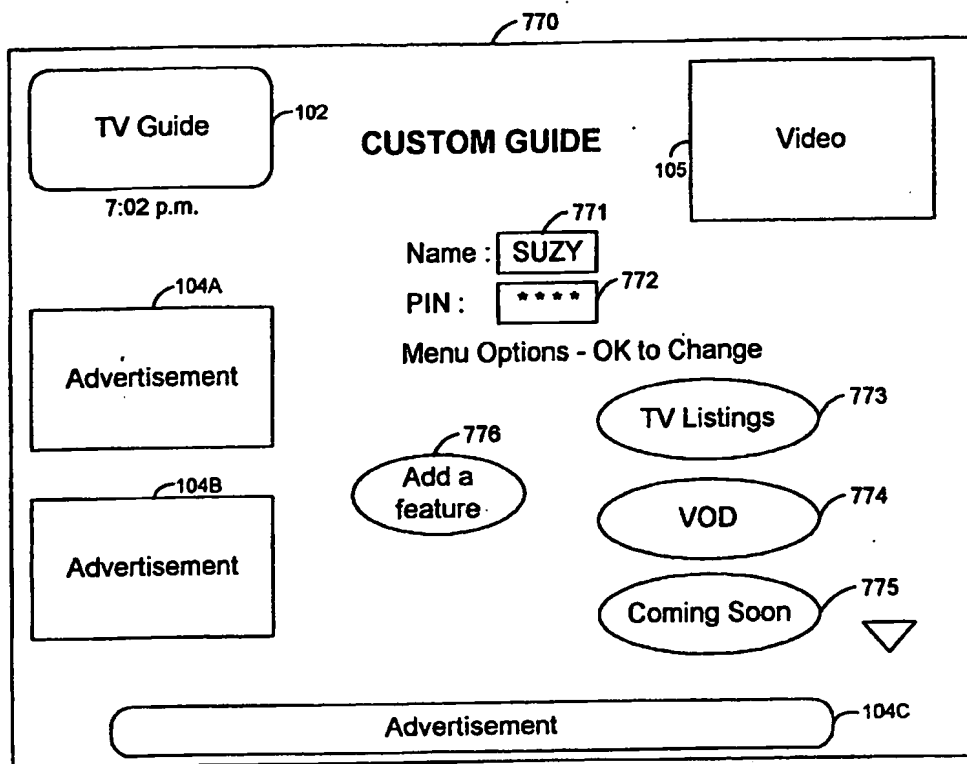 770
TV Guide
102
CUSTOM GUIDE
Video
105
7:02 p.m.
771
Name : SUZY
772
PIN : * * * *
Menu Options - OK to Change
104A
Advertisement
TV Listings
773
776
Add a
feature
104B
Advertisement
VOD
774
Coming Soon
775
Advertisement
104C